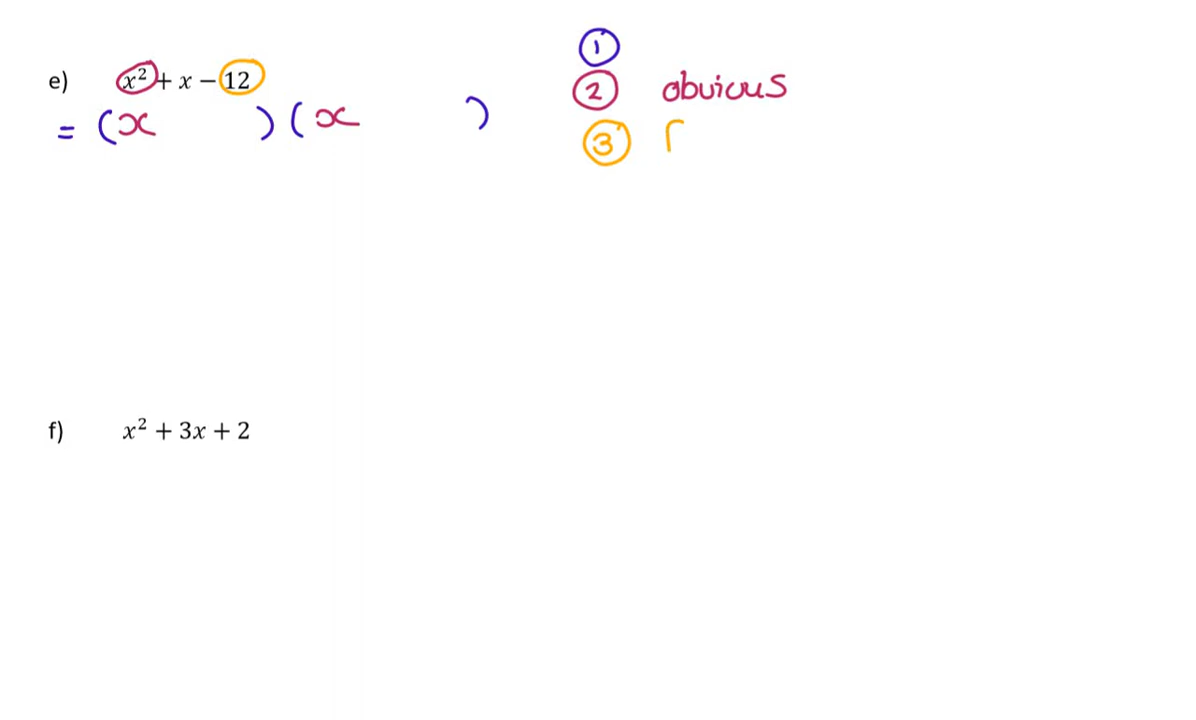 e) x² + x − 12
= (x ) (x )
①
② obvious
③
f) x² + 3x + 2